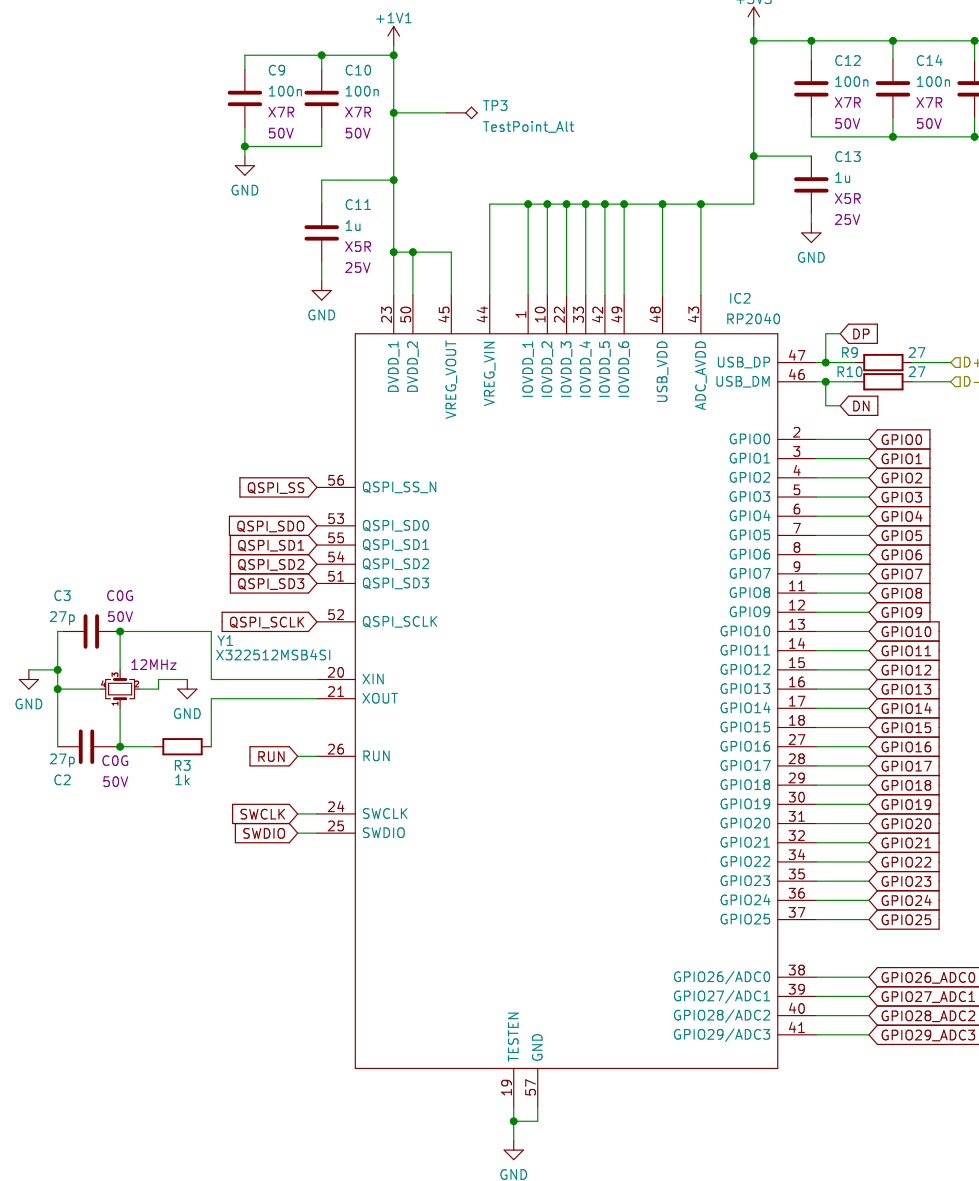 +1V1
+3V3
C9
100n
X7R
50V
C10
100n
X7R
50V
TP3
TestPoint_Alt
C12
100n
X7R
50V
C14
100n
X7R
50V
GND
C11
1u
X5R
25V
GND
C13
1u
X5R
25V
GND
23
50
45
44
1
10
22
33
42
49
48
43
DVDD_1
DVDD_2
VREG_VOUT
VREG_VIN
IOVDD_1
IOVDD_2
IOVDD_3
IOVDD_4
IOVDD_5
IOVDD_6
USB_VDD
ADC_AVDD
IC2
RP2040
DP
USB_DP 47 R9 27 D+
USB_DM 46 R10 27 D-
DN
GPIO0 2 GPIO0
GPIO1 3 GPIO1
GPIO2 4 GPIO2
GPIO3 5 GPIO3
GPIO4 6 GPIO4
GPIO5 7 GPIO5
GPIO6 8 GPIO6
GPIO7 9 GPIO7
GPIO8 11 GPIO8
GPIO9 12 GPIO9
GPIO10 13 GPIO10
GPIO11 14 GPIO11
GPIO12 15 GPIO12
GPIO13 16 GPIO13
GPIO14 17 GPIO14
GPIO15 18 GPIO15
GPIO16 27 GPIO16
GPIO17 28 GPIO17
GPIO18 29 GPIO18
GPIO19 30 GPIO19
GPIO20 31 GPIO20
GPIO21 32 GPIO21
GPIO22 34 GPIO22
GPIO23 35 GPIO23
GPIO24 36 GPIO24
GPIO25 37 GPIO25
GPIO26/ADC0 38 GPIO26_ADC0
GPIO27/ADC1 39 GPIO27_ADC1
GPIO28/ADC2 40 GPIO28_ADC2
GPIO29/ADC3 41 GPIO29_ADC3
QSPI_SS 56 QSPI_SS_N
QSPI_SD0 53 QSPI_SD0
QSPI_SD1 55 QSPI_SD1
QSPI_SD2 54 QSPI_SD2
QSPI_SD3 51 QSPI_SD3
QSPI_SCLK 52 QSPI_SCLK
C3
27p
C0G
50V
Y1
X322512MSB4SI
12MHz
3
4
2
1
GND
GND
20 XIN
21 XOUT
27p
C2
C0G
50V
R3
1k
RUN 26 RUN
SWCLK 24 SWCLK
SWDIO 25 SWDIO
TESTEN
GND
19
57
GND